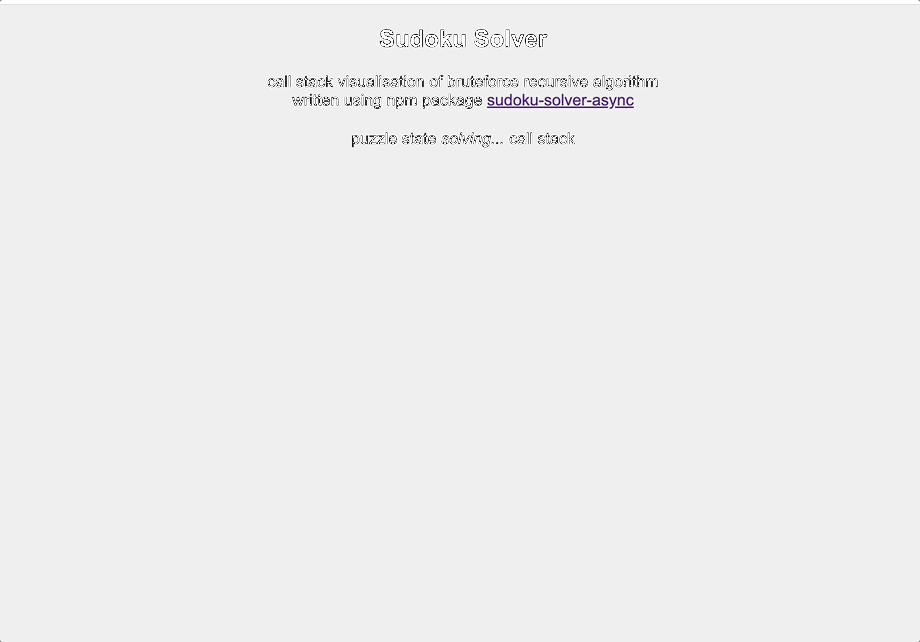 Sudoku Solver
call stack visualisation of bruteforce recursive algorithm
written using npm package sudoku-solver-async
puzzle state solving... call stack